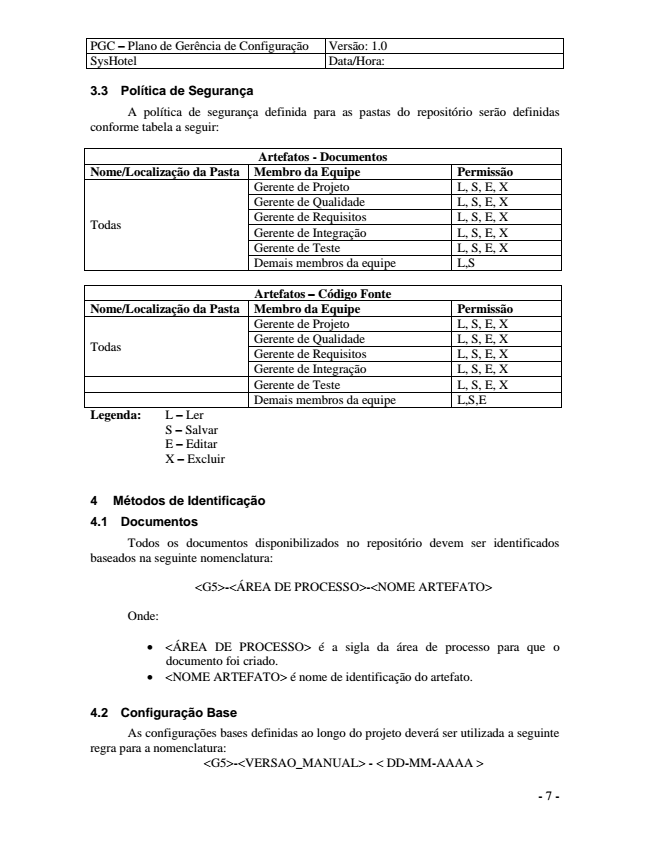 PGC – Plano de Gerência de Configuração Versão: 1.0
SysHotel Data/Hora:
3.3 Política de Segurança
A política de segurança definida para as pastas do repositório serão definidas
conforme tabela a seguir:
Artefatos - Documentos
Nome/Localização da Pasta Membro da Equipe Permissão
Todas
Gerente de Projeto L, S, E, X
Gerente de Qualidade L, S, E, X
Gerente de Requisitos L, S, E, X
Gerente de Integração L, S, E, X
Gerente de Teste L, S, E, X
Demais membros da equipe L,S
Artefatos – Código Fonte
Nome/Localização da Pasta Membro da Equipe Permissão
Todas
Gerente de Projeto L, S, E, X
Gerente de Qualidade L, S, E, X
Gerente de Requisitos L, S, E, X
Gerente de Integração L, S, E, X
Gerente de Teste L, S, E, X
Demais membros da equipe L,S,E
Legenda: L – Ler
S – Salvar
E – Editar
X – Excluir
4 Métodos de Identificação
4.1 Documentos
Todos os documentos disponibilizados no repositório devem ser identificados
baseados na seguinte nomenclatura:
<G5>-<ÁREA DE PROCESSO>-<NOME ARTEFATO>
Onde:
• <ÁREA DE PROCESSO> é a sigla da área de processo para que o
documento foi criado.
• <NOME ARTEFATO> é nome de identificação do artefato.
4.2 Configuração Base
As configurações bases definidas ao longo do projeto deverá ser utilizada a seguinte
regra para a nomenclatura:
<G5>-<VERSAO_MANUAL> - < DD-MM-AAAA >
- 7 -